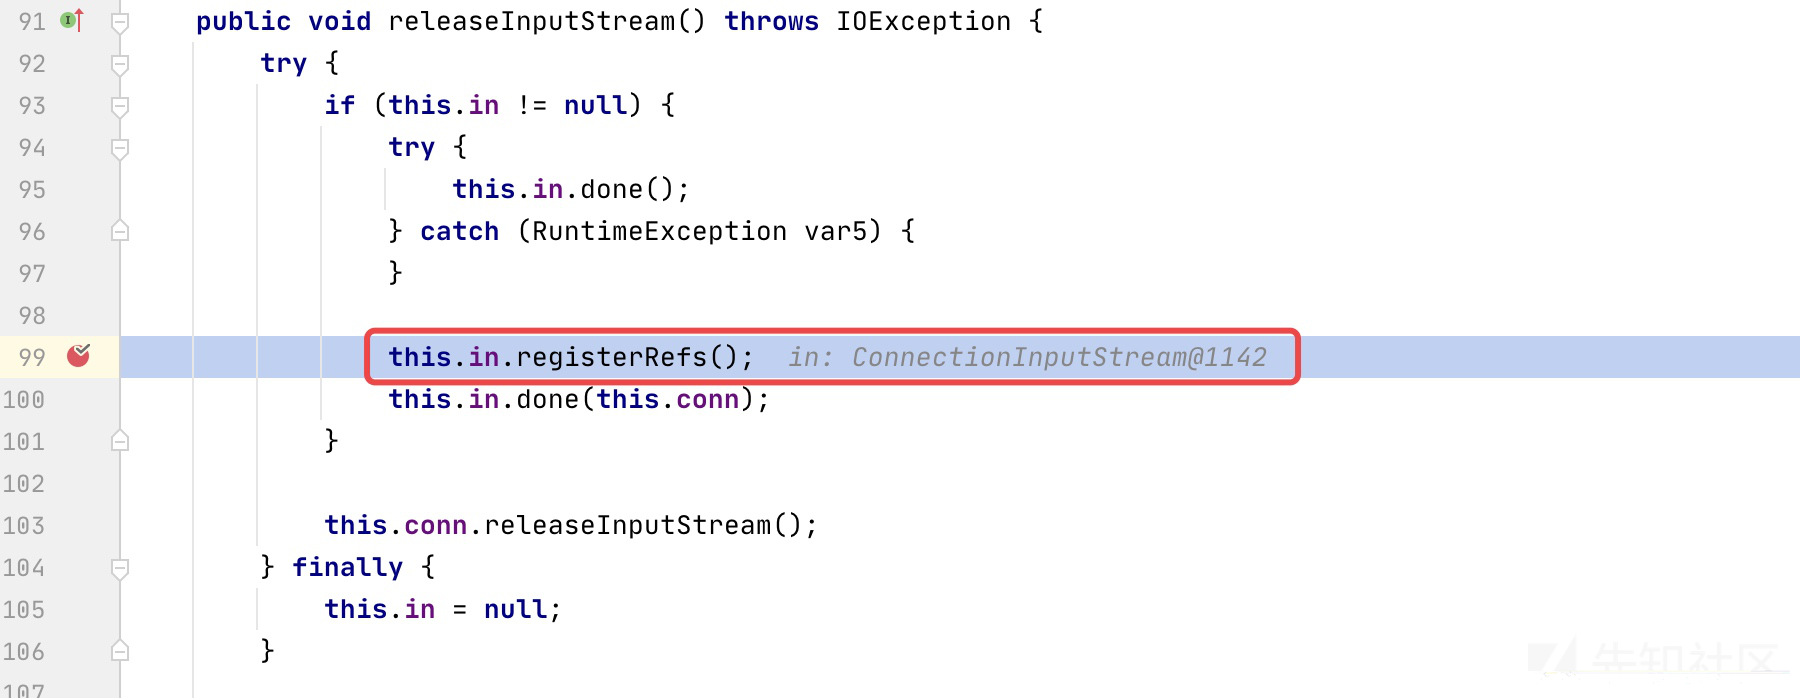 91 public void releaseInputStream() throws IOException {
92 try {
93 if (this.in != null) {
94 try {
95 this.in.done();
96 } catch (RuntimeException var5) {
97 }
98
99 this.in.registerRefs(); in: ConnectionInputStream@1142
100 this.in.done(this.conn);
101 }
102
103 this.conn.releaseInputStream();
104 } finally {
105 this.in = null;
106 }
107
先知社区